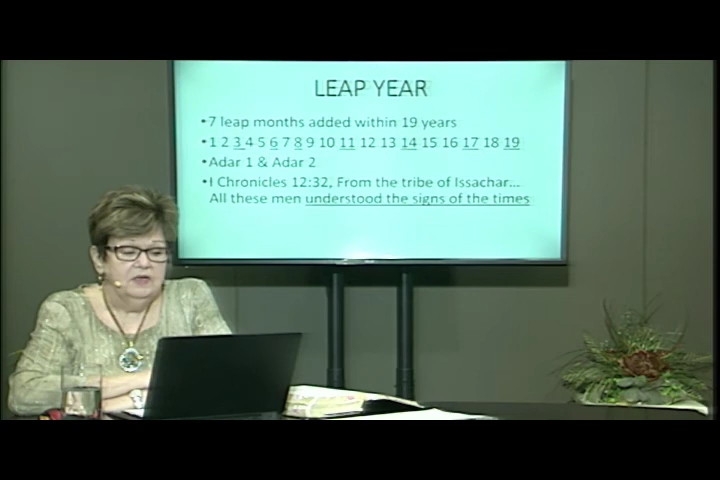 LEAP YEAR
•7 leap months added within 19 years
•1 2 3 4 5 6 7 8 9 10 11 12 13 14 15 16 17 18 19
•Adar 1 & Adar 2
•I Chronicles 12:32, From the tribe of Issachar...
All these men understood the signs of the times